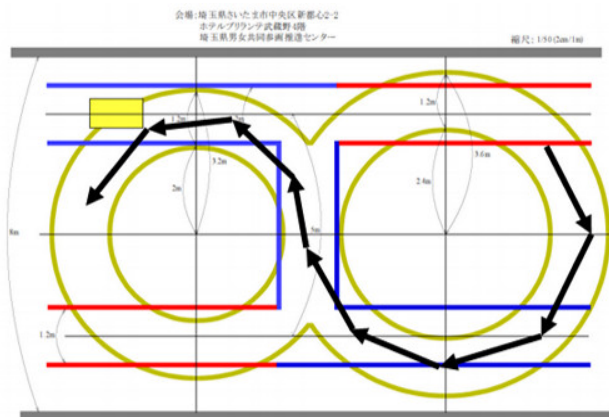 会場:埼玉県さいたま市中央区新都心2-2
ホテルブリランテ武蔵野4階
埼玉県男女共同参画推進センター
縮尺:1/50 (2cm/1m)
1.2m
1.2m
3.2m
3.6m
2m
2.4m
8m
5m
1.2m